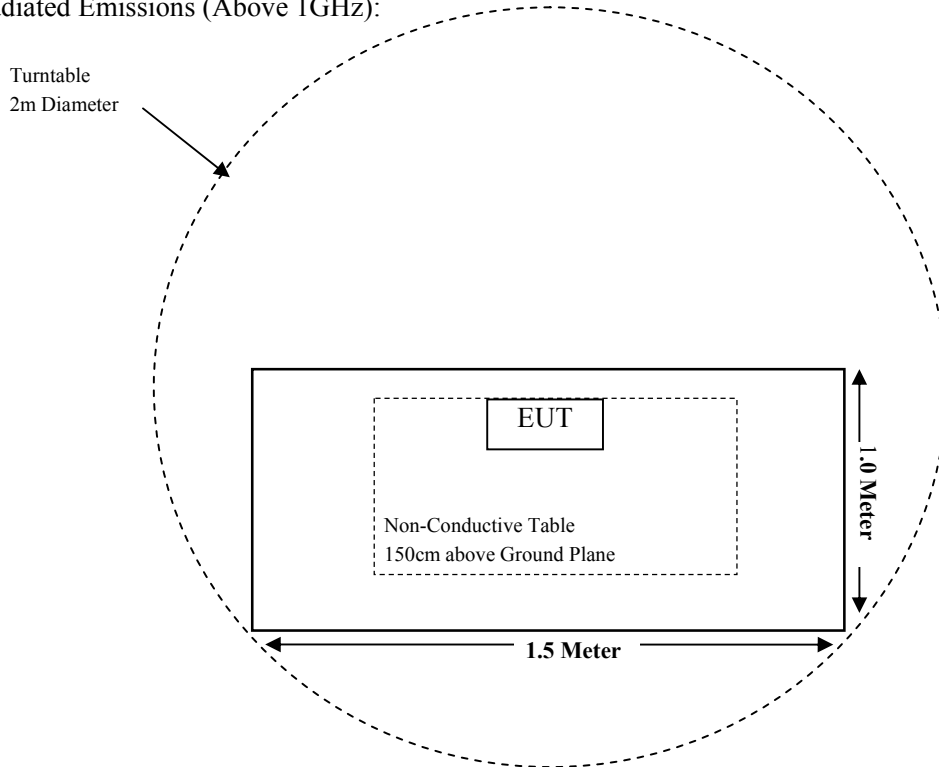 diated Emissions (Above 1GHz):
Turntable
2m Diameter
EUT
Non-Conductive Table
150cm above Ground Plane
1.0 Meter
1.5 Meter